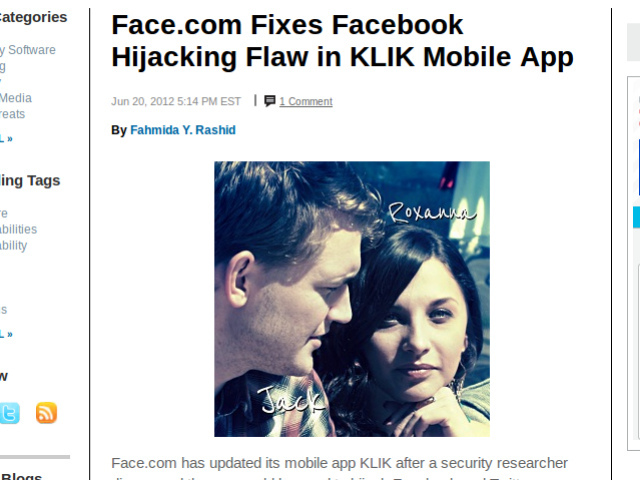 Categories
y Software
g
Media
reats
L »
ling Tags
re
abilities
ability
s
L »
w
Blogs
Face.com Fixes Facebook
Hijacking Flaw in KLIK Mobile App
Jun 20, 2012 5:14 PM EST | 1 Comment
By Fahmida Y. Rashid
Roxanna
Jack
Face.com has updated its mobile app KLIK after a security researcher